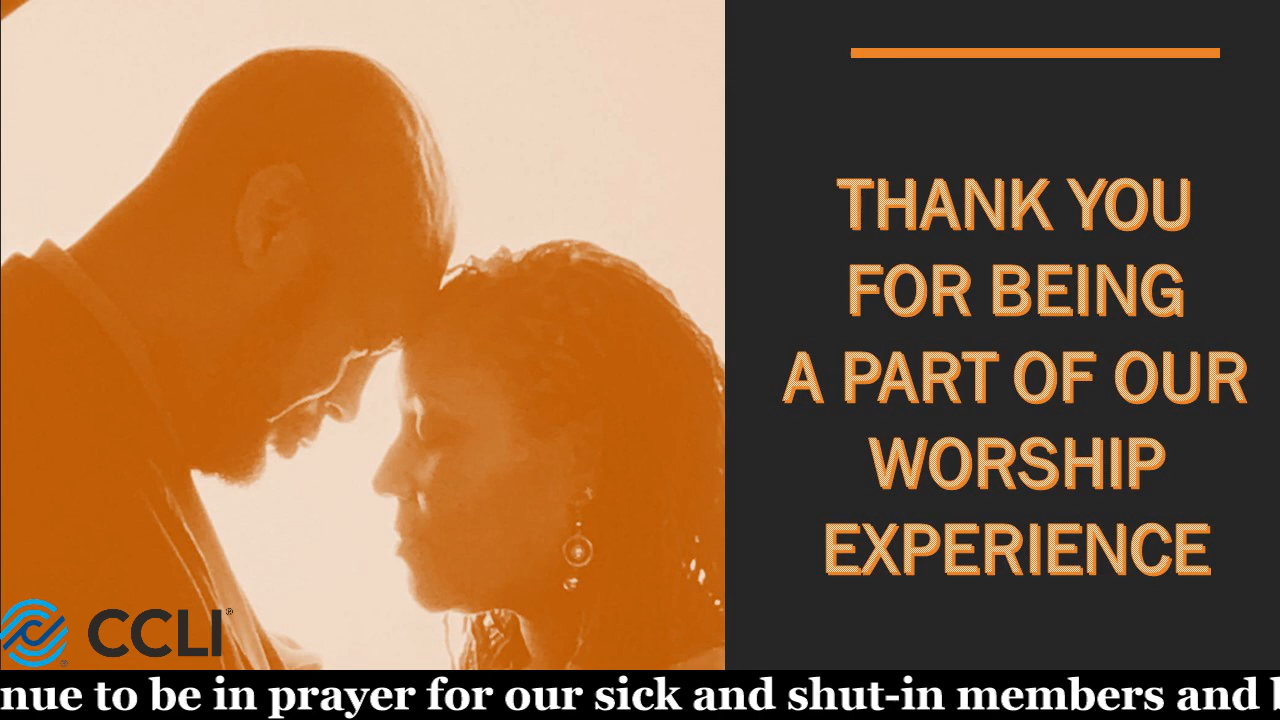 THANK YOU
FOR BEING
A PART OF OUR
WORSHIP
EXPERIENCE
CCLI®
to be in prayer for our sick and shut-in members and